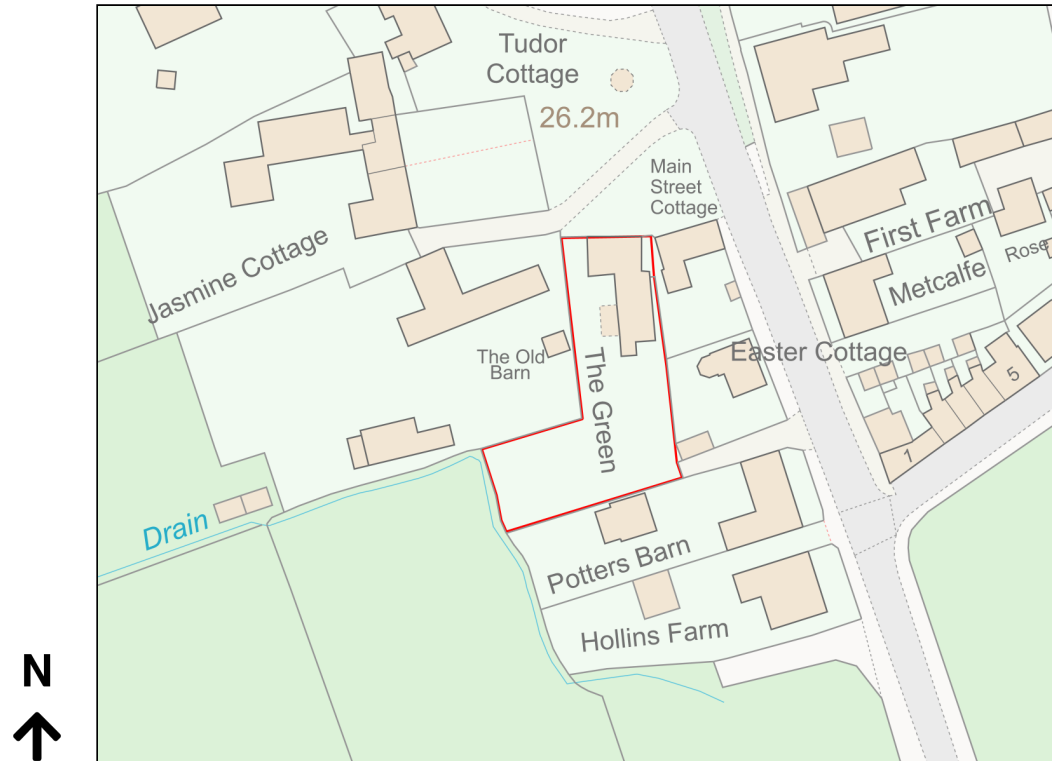 Tudor
Cottage
26.2m
Main
Street
Cottage
First Farm
Jasmine Cottage
Metcalfe
Rose
The Old
Barn
The Green
Easter Cottage
5
1
Drain
Potters Barn
Hollins Farm
N